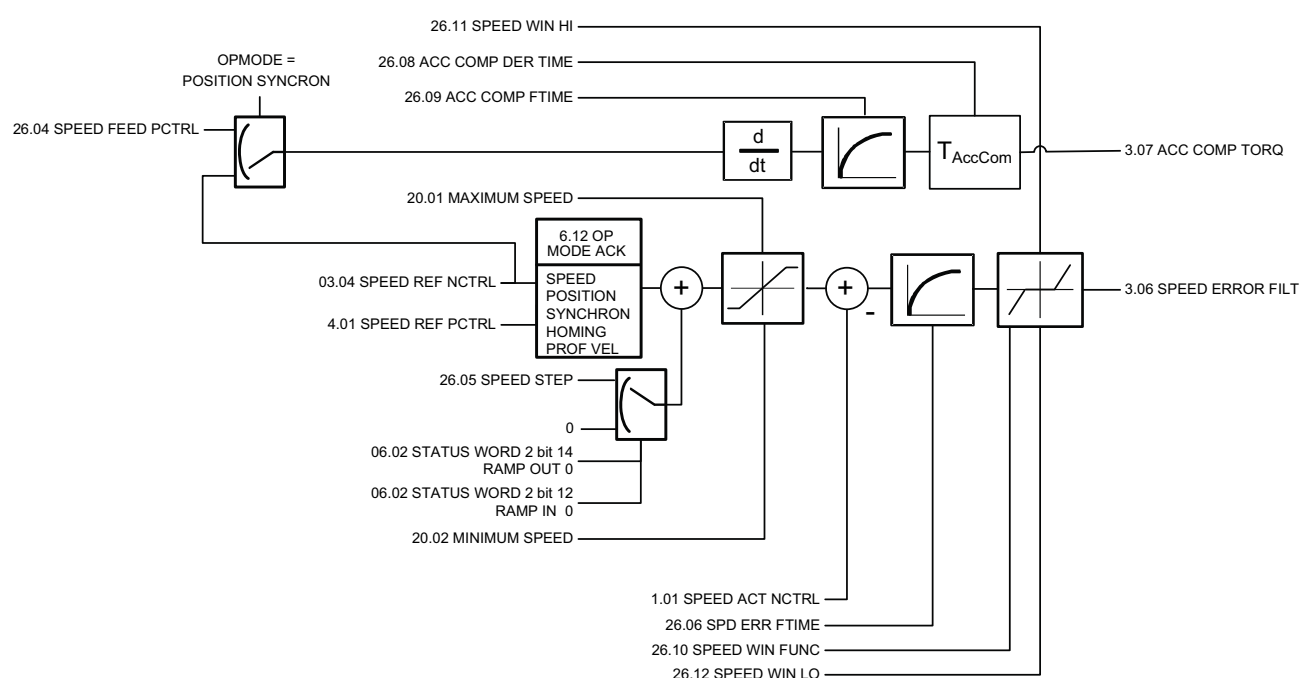 26.11 SPEED WIN HI
OPMODE =
POSITION SYNCRON
26.08 ACC COMP DER TIME
26.09 ACC COMP FTIME
26.04 SPEED FEED PCTRL
d
dt
TAccCom
3.07 ACC COMP TORQ
20.01 MAXIMUM SPEED
6.12 OP
MODE ACK
03.04 SPEED REF NCTRL
4.01 SPEED REF PCTRL
SPEED
POSITION
SYNCHRON
HOMING
PROF VEL
+
+
-
3.06 SPEED ERROR FILT
26.05 SPEED STEP
0
06.02 STATUS WORD 2 bit 14
RAMP OUT 0
06.02 STATUS WORD 2 bit 12
RAMP IN 0
20.02 MINIMUM SPEED
1.01 SPEED ACT NCTRL
26.06 SPD ERR FTIME
26.10 SPEED WIN FUNC
26.12 SPEED WIN LO